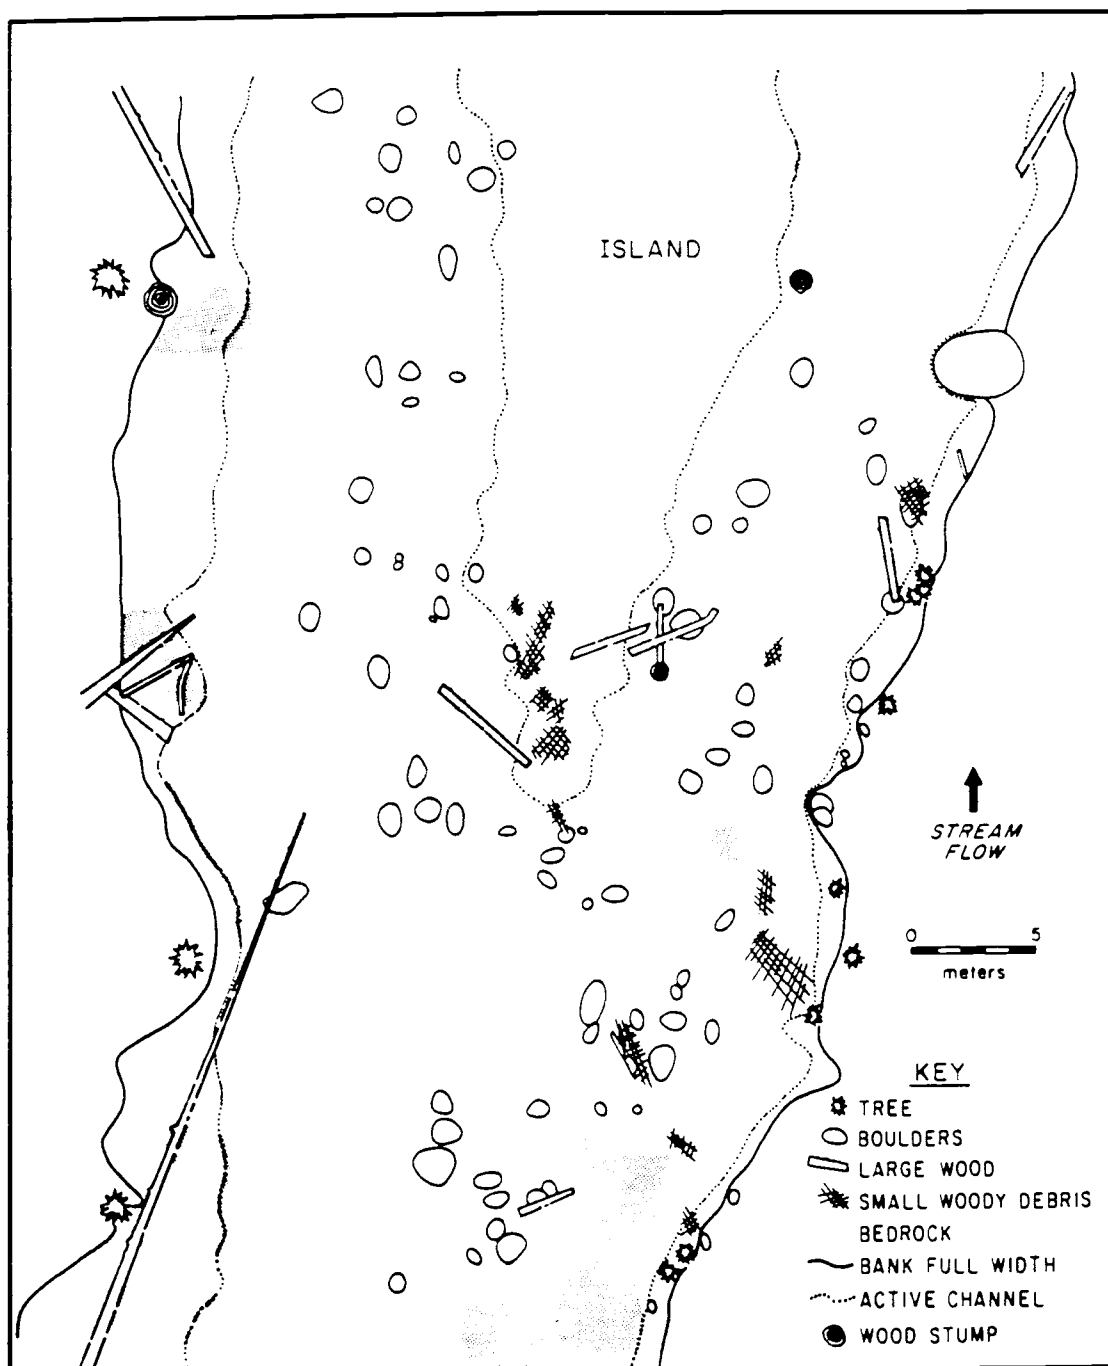 ISLAND
STREAM
FLOW
0 5
meters
KEY
TREE
BOULDERS
LARGE WOOD
SMALL WOODY DEBRIS
BEDROCK
BANK FULL WIDTH
ACTIVE CHANNEL
WOOD STUMP